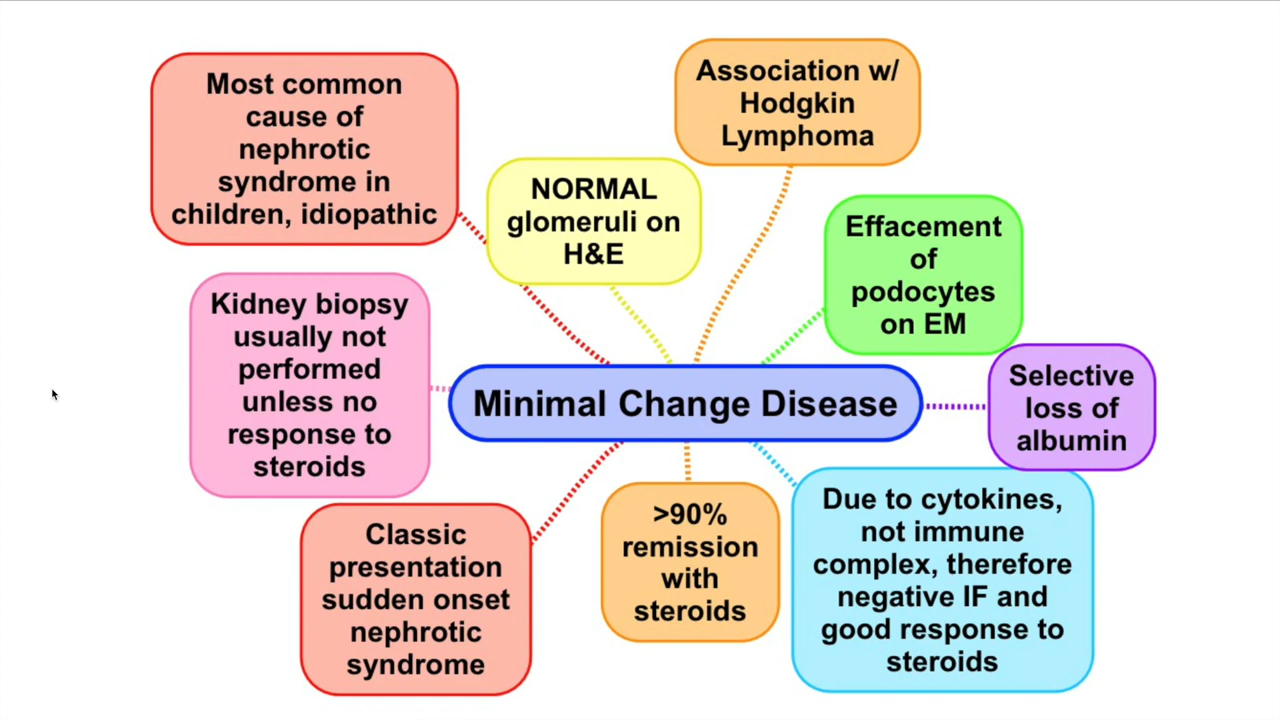 Most common
cause of
nephrotic
syndrome in
children, idiopathic
Association w/
Hodgkin
Lymphoma
NORMAL
glomeruli on
H&E
Effacement
of
podocytes
on EM
Kidney biopsy
usually not
performed
unless no
response to
steroids
Minimal Change Disease
Selective
loss of
albumin
Classic
presentation
sudden onset
nephrotic
syndrome
>90%
remission
with
steroids
Due to cytokines,
not immune
complex, therefore
negative IF and
good response to
steroids